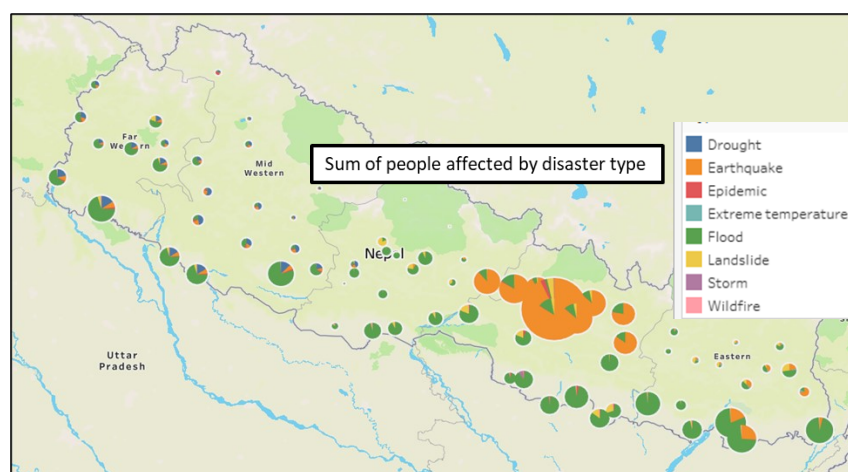 Far
Western
Mid
Western
Sum of people affected by disaster type
Drought
Earthquake
Epidemic
Extreme temperature
Flood
Landslide
Storm
Wildfire
Nepal
Uttar
Pradesh
Eastern